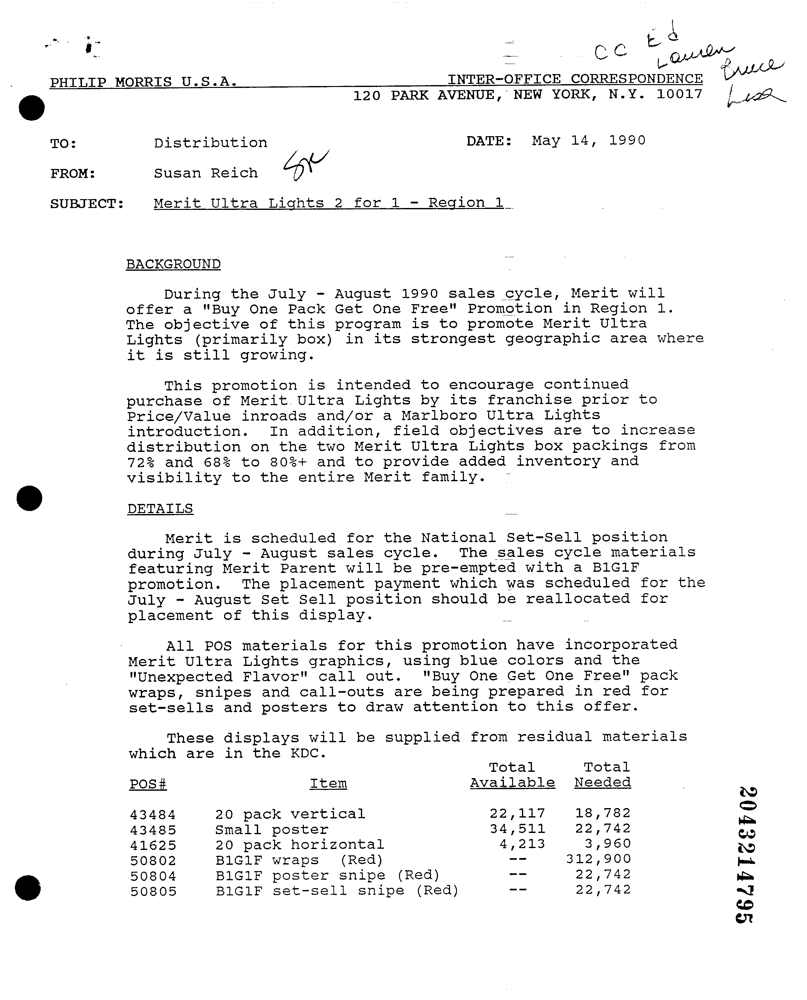 CC Ed
Lauren
Bruce
Lisa
PHILIP MORRIS U.S.A. INTER-OFFICE CORRESPONDENCE
120 PARK AVENUE, NEW YORK, N.Y. 10017
TO: Distribution DATE: May 14, 1990
FROM: Susan Reich
SUBJECT: Merit Ultra Lights 2 for 1 - Region 1
BACKGROUND
During the July - August 1990 sales cycle, Merit will
offer a "Buy One Pack Get One Free" Promotion in Region 1.
The objective of this program is to promote Merit Ultra
Lights (primarily box) in its strongest geographic area where
it is still growing.
This promotion is intended to encourage continued
purchase of Merit Ultra Lights by its franchise prior to
Price/Value inroads and/or a Marlboro Ultra Lights
introduction. In addition, field objectives are to increase
distribution on the two Merit Ultra Lights box packings from
72% and 68% to 80%+ and to provide added inventory and
visibility to the entire Merit family.
DETAILS
Merit is scheduled for the National Set-Sell position
during July - August sales cycle. The sales cycle materials
featuring Merit Parent will be pre-empted with a B1G1F
promotion. The placement payment which was scheduled for the
July - August Set Sell position should be reallocated for
placement of this display.
All POS materials for this promotion have incorporated
Merit Ultra Lights graphics, using blue colors and the
"Unexpected Flavor" call out. "Buy One Get One Free" pack
wraps, snipes and call-outs are being prepared in red for
set-sells and posters to draw attention to this offer.
These displays will be supplied from residual materials
which are in the KDC.
Total Total
POS# Item Available Needed
43484 20 pack vertical 22,117 18,782
43485 Small poster 34,511 22,742
41625 20 pack horizontal 4,213 3,960
50802 B1G1F wraps (Red) -- 312,900
50804 B1G1F poster snipe (Red) -- 22,742
50805 B1G1F set-sell snipe (Red) -- 22,742
2043214795